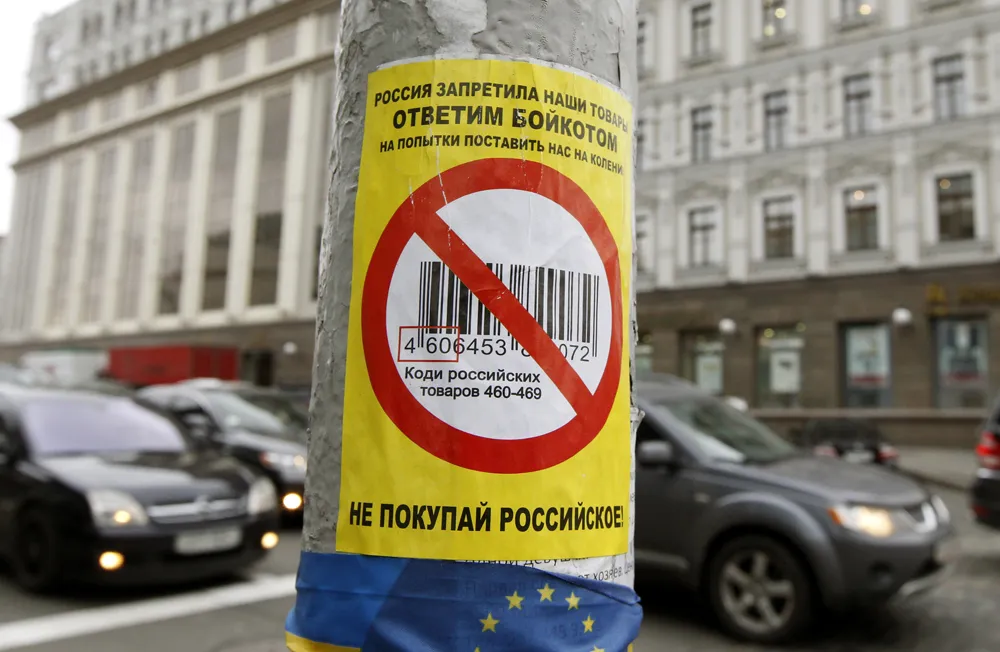 РОССИЯ ЗАПРЕТИЛА НАШИ ТОВАРЫ
ОТВЕТИМ БОЙКОТОМ
НА ПОПЫТКИ ПОСТАВИТЬ НАС НА КОЛЕНИ
4 606453 072
Коди российских
товаров 460-469
НЕ ПОКУПАЙ РОССИЙСКОЕ!